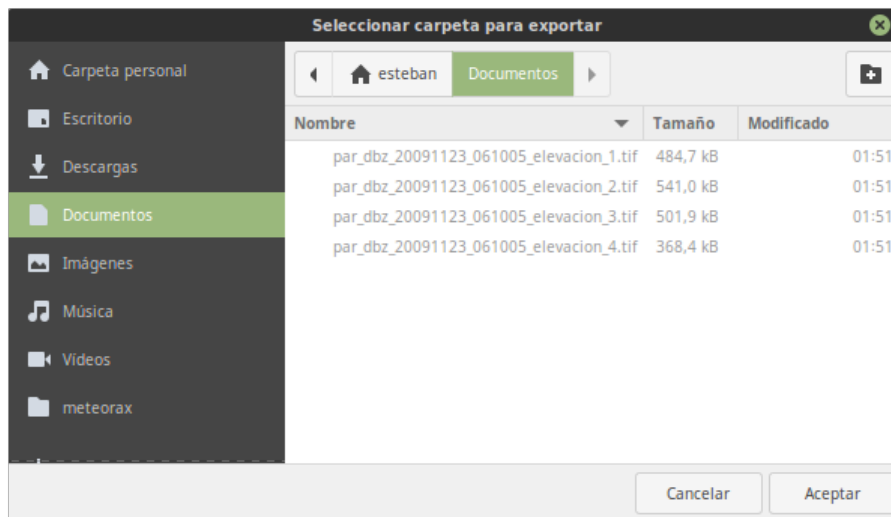 Seleccionar carpeta para exportar
Carpeta personal
Escritorio
Descargas
Documentos
Imágenes
Música
Vídeos
meteorax
esteban Documentos
Nombre Tamaño Modificado
par_dbz_20091123_061005_elevacion_1.tif 484,7 kB 01:51
par_dbz_20091123_061005_elevacion_2.tif 541,0 kB 01:51
par_dbz_20091123_061005_elevacion_3.tif 501,9 kB 01:51
par_dbz_20091123_061005_elevacion_4.tif 368,4 kB 01:51
Cancelar Aceptar